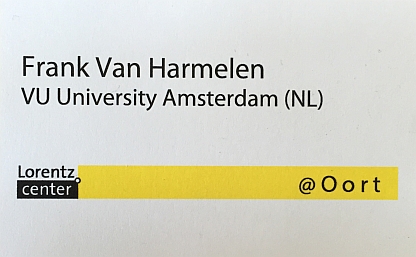 Frank Van Harmelen
VU University Amsterdam (NL)
Lorentz
center
@Oort